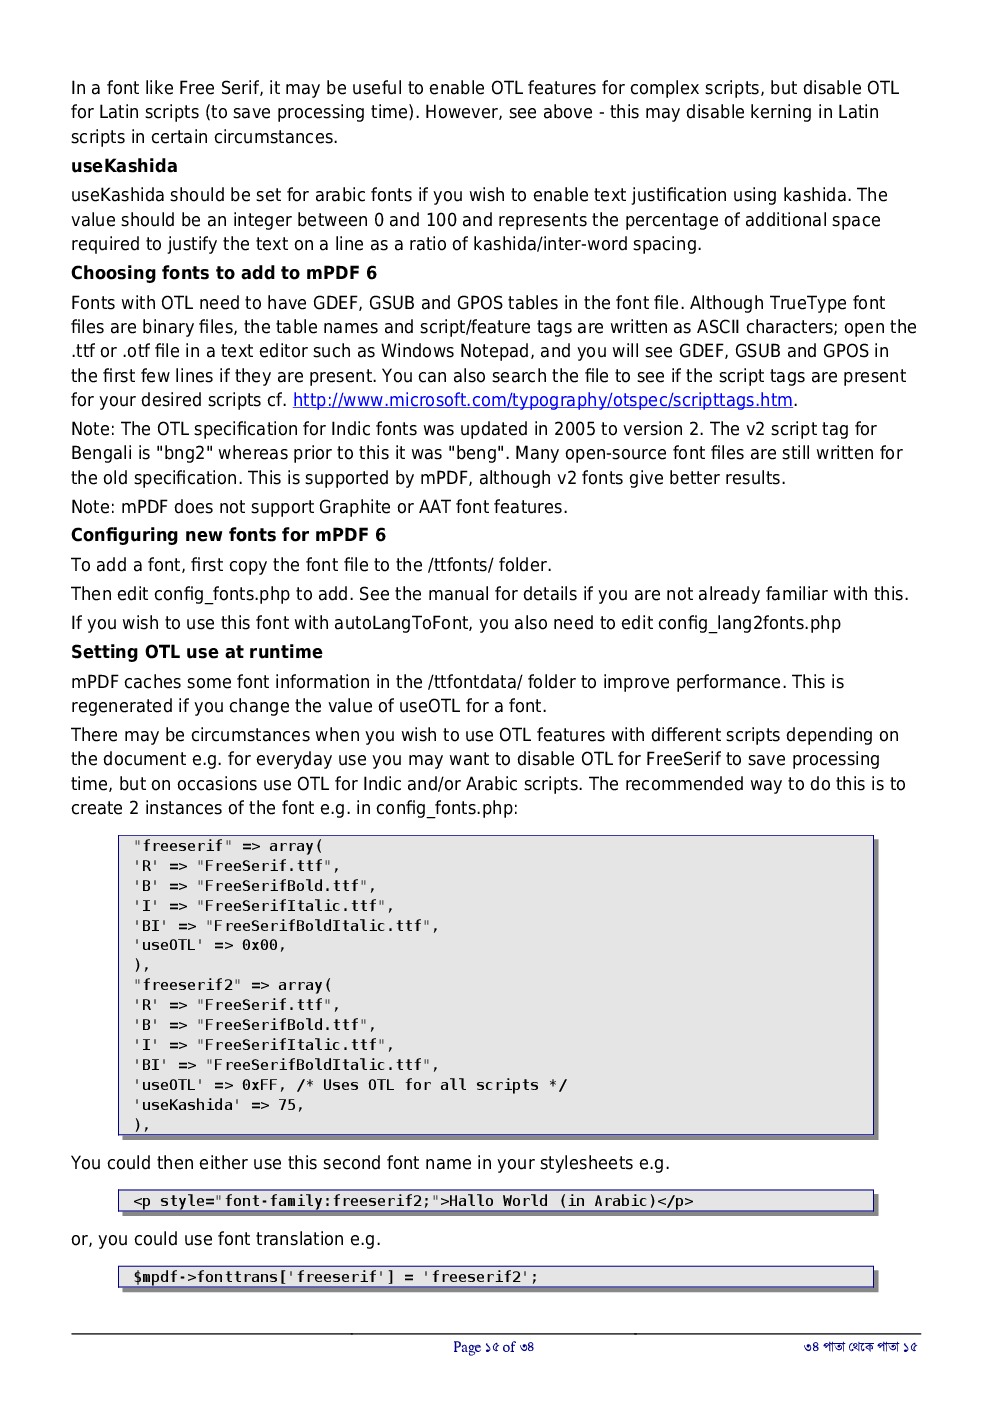 In a font like Free Serif, it may be useful to enable OTL features for complex scripts, but disable OTL
for Latin scripts (to save processing time). However, see above - this may disable kerning in Latin
scripts in certain circumstances.
useKashida
useKashida should be set for arabic fonts if you wish to enable text justification using kashida. The
value should be an integer between 0 and 100 and represents the percentage of additional space
required to justify the text on a line as a ratio of kashida/inter-word spacing.
Choosing fonts to add to mPDF 6
Fonts with OTL need to have GDEF, GSUB and GPOS tables in the font file. Although TrueType font
files are binary files, the table names and script/feature tags are written as ASCII characters; open the
.ttf or .otf file in a text editor such as Windows Notepad, and you will see GDEF, GSUB and GPOS in
the first few lines if they are present. You can also search the file to see if the script tags are present
for your desired scripts cf. http://www.microsoft.com/typography/otspec/scripttags.htm.
Note: The OTL specification for Indic fonts was updated in 2005 to version 2. The v2 script tag for
Bengali is "bng2" whereas prior to this it was "beng". Many open-source font files are still written for
the old specification. This is supported by mPDF, although v2 fonts give better results.
Note: mPDF does not support Graphite or AAT font features.
Configuring new fonts for mPDF 6
To add a font, first copy the font file to the /ttfonts/ folder.
Then edit config_fonts.php to add. See the manual for details if you are not already familiar with this.
If you wish to use this font with autoLangToFont, you also need to edit config_lang2fonts.php
Setting OTL use at runtime
mPDF caches some font information in the /ttfontdata/ folder to improve performance. This is
regenerated if you change the value of useOTL for a font.
There may be circumstances when you wish to use OTL features with different scripts depending on
the document e.g. for everyday use you may want to disable OTL for FreeSerif to save processing
time, but on occasions use OTL for Indic and/or Arabic scripts. The recommended way to do this is to
create 2 instances of the font e.g. in config_fonts.php:
"freeserif" => array(
'R' => "FreeSerif.ttf",
'B' => "FreeSerifBold.ttf",
'I' => "FreeSerifItalic.ttf",
'BI' => "FreeSerifBoldItalic.ttf",
'useOTL' => 0x00,
),
"freeserif2" => array(
'R' => "FreeSerif.ttf",
'B' => "FreeSerifBold.ttf",
'I' => "FreeSerifItalic.ttf",
'BI' => "FreeSerifBoldItalic.ttf",
'useOTL' => 0xFF, /* Uses OTL for all scripts */
'useKashida' => 75,
),
You could then either use this second font name in your stylesheets e.g.
<p style="font-family:freeserif2;">Hallo World (in Arabic)</p>
or, you could use font translation e.g.
$mpdf->fonttrans['freeserif'] = 'freeserif2';
Page ১৫ of ৩৪ ৩৪ পাতা থেকে পাতা ১৫